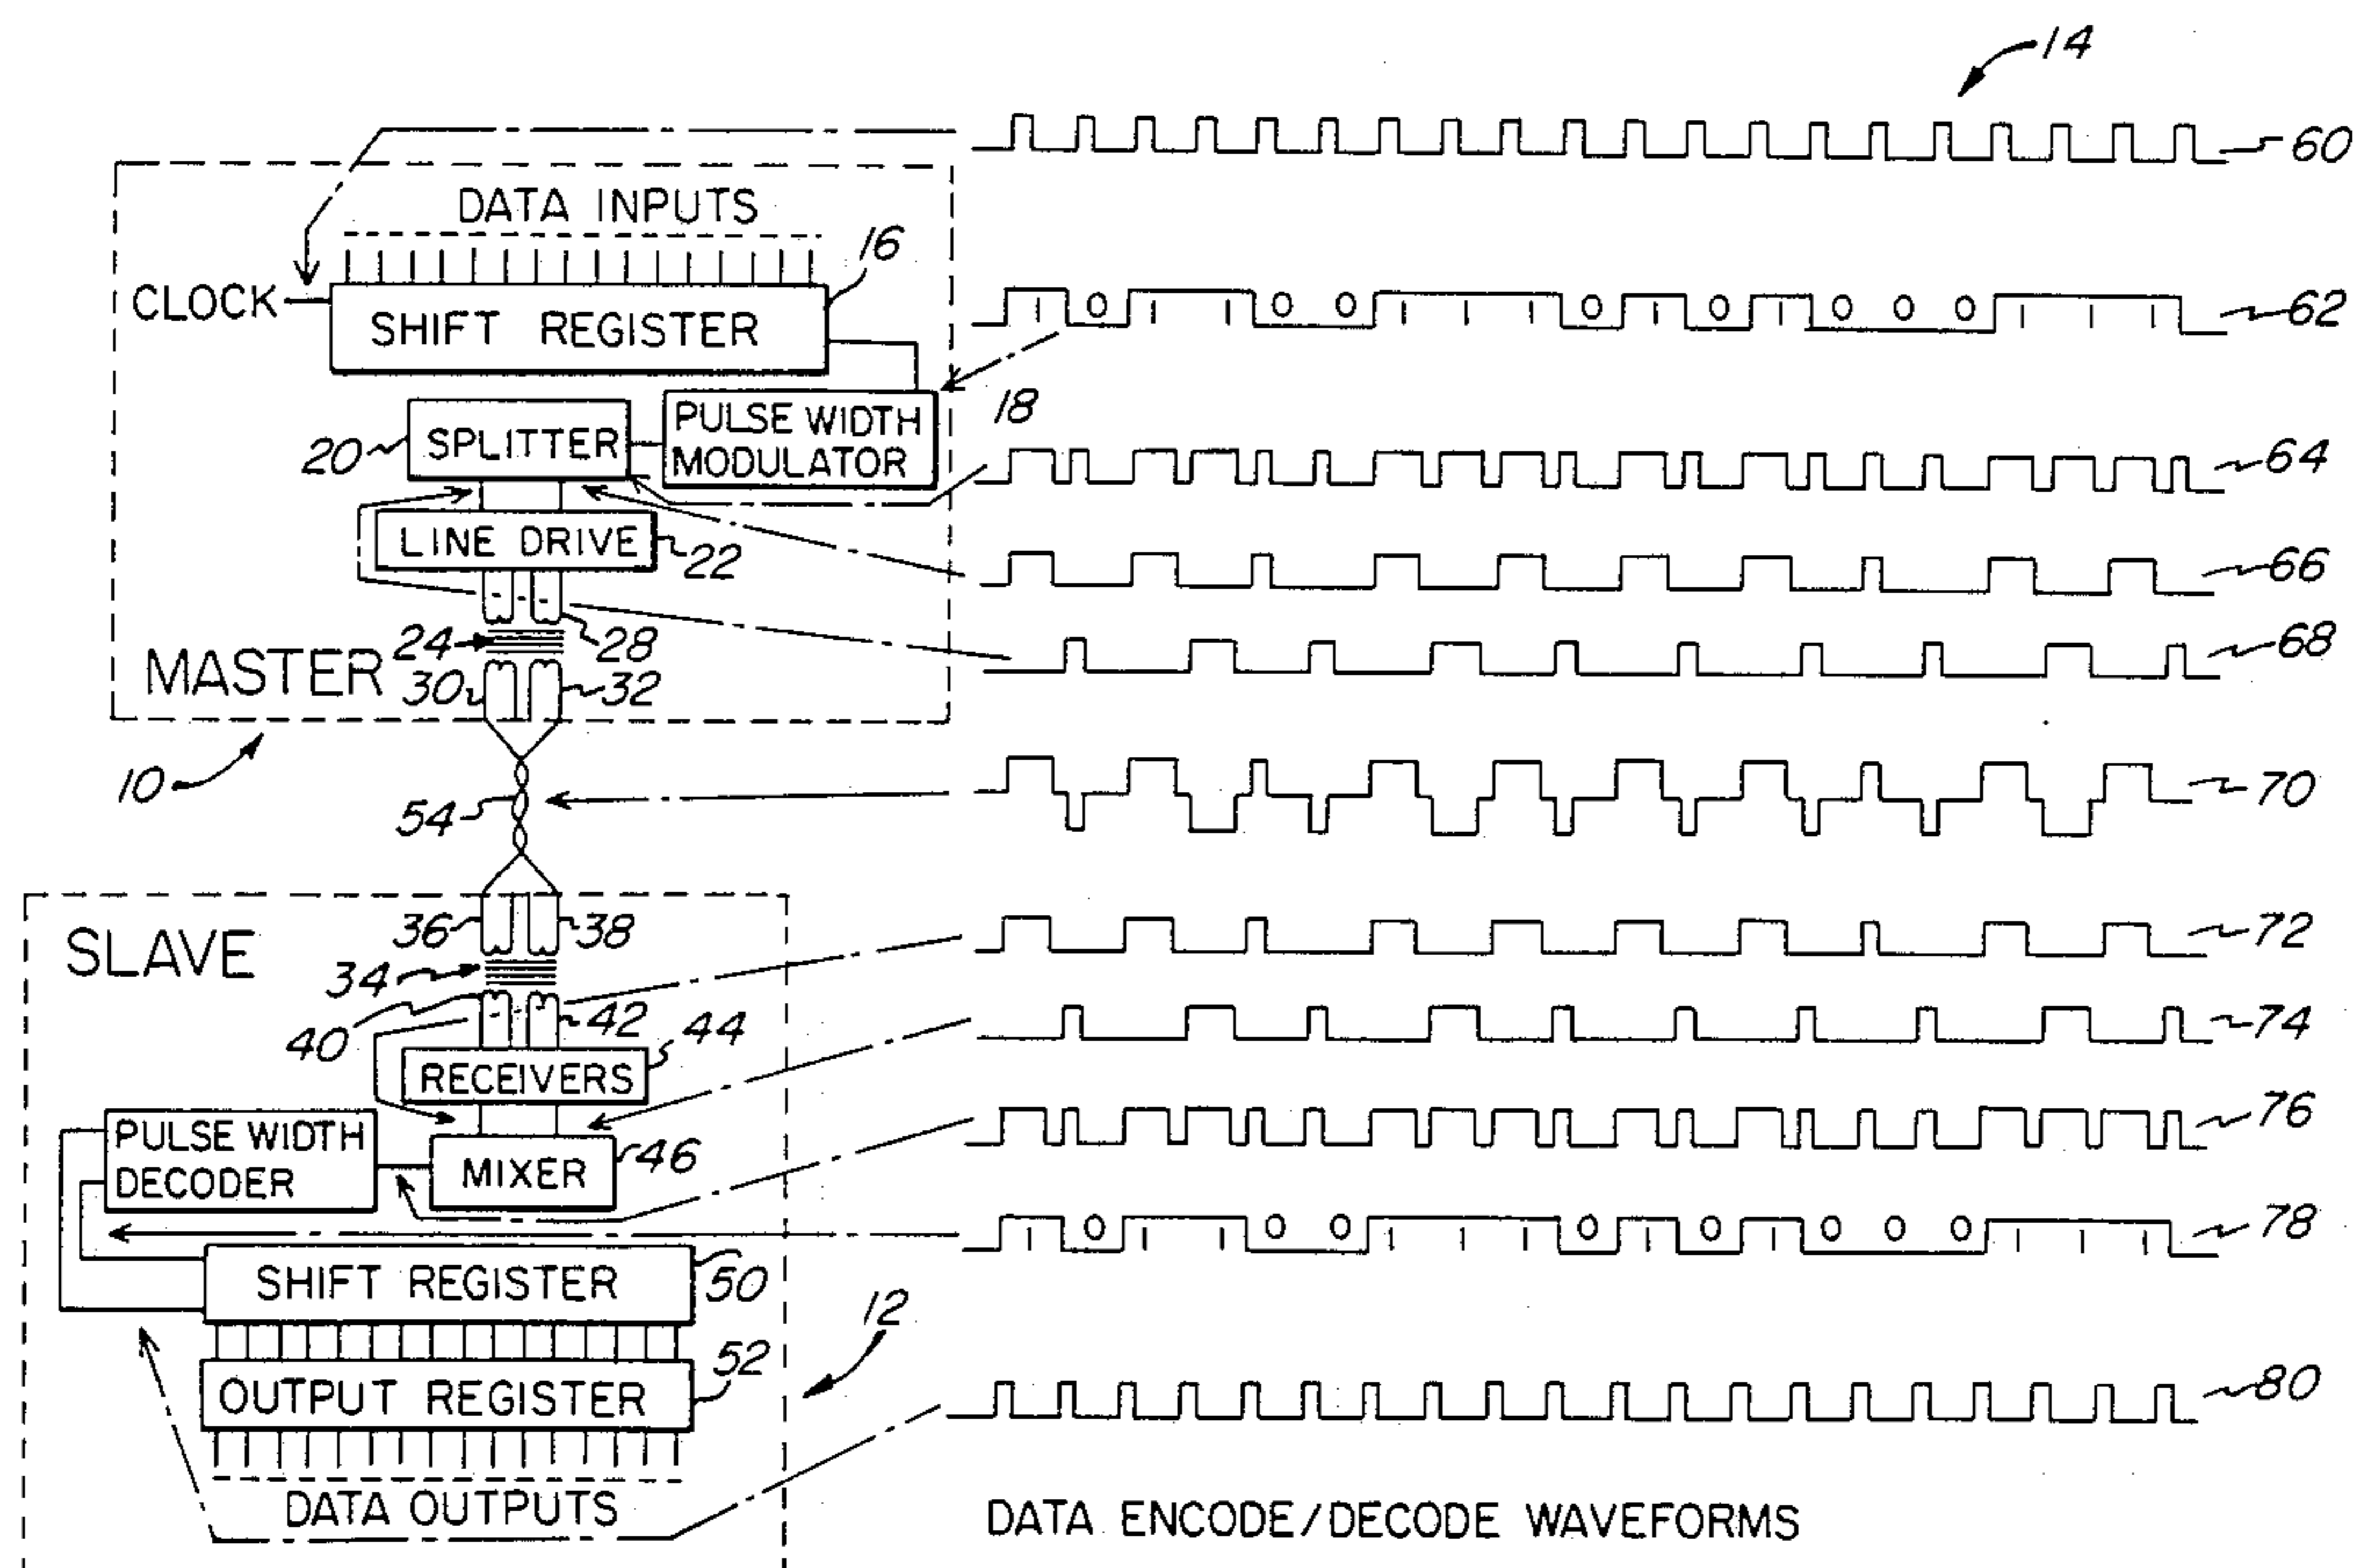 14
60
DATA INPUTS
16
CLOCK
SHIFT REGISTER
1 0 1 1 0 0 1 1 1 0 1 0 1 0 0 0 1 1 1
62
18
PULSE WIDTH
MODULATOR
20
SPLITTER
64
LINE DRIVE
22
66
24
28
68
MASTER
30
32
10
54
70
SLAVE
36
38
72
34
40
42
44
74
RECEIVERS
PULSE WIDTH
DECODER
MIXER
46
76
1 0 1 1 0 0 1 1 1 0 1 0 1 0 0 0 1 1 1
78
SHIFT REGISTER
50
12
OUTPUT REGISTER
52
80
DATA OUTPUTS
DATA ENCODE/DECODE WAVEFORMS